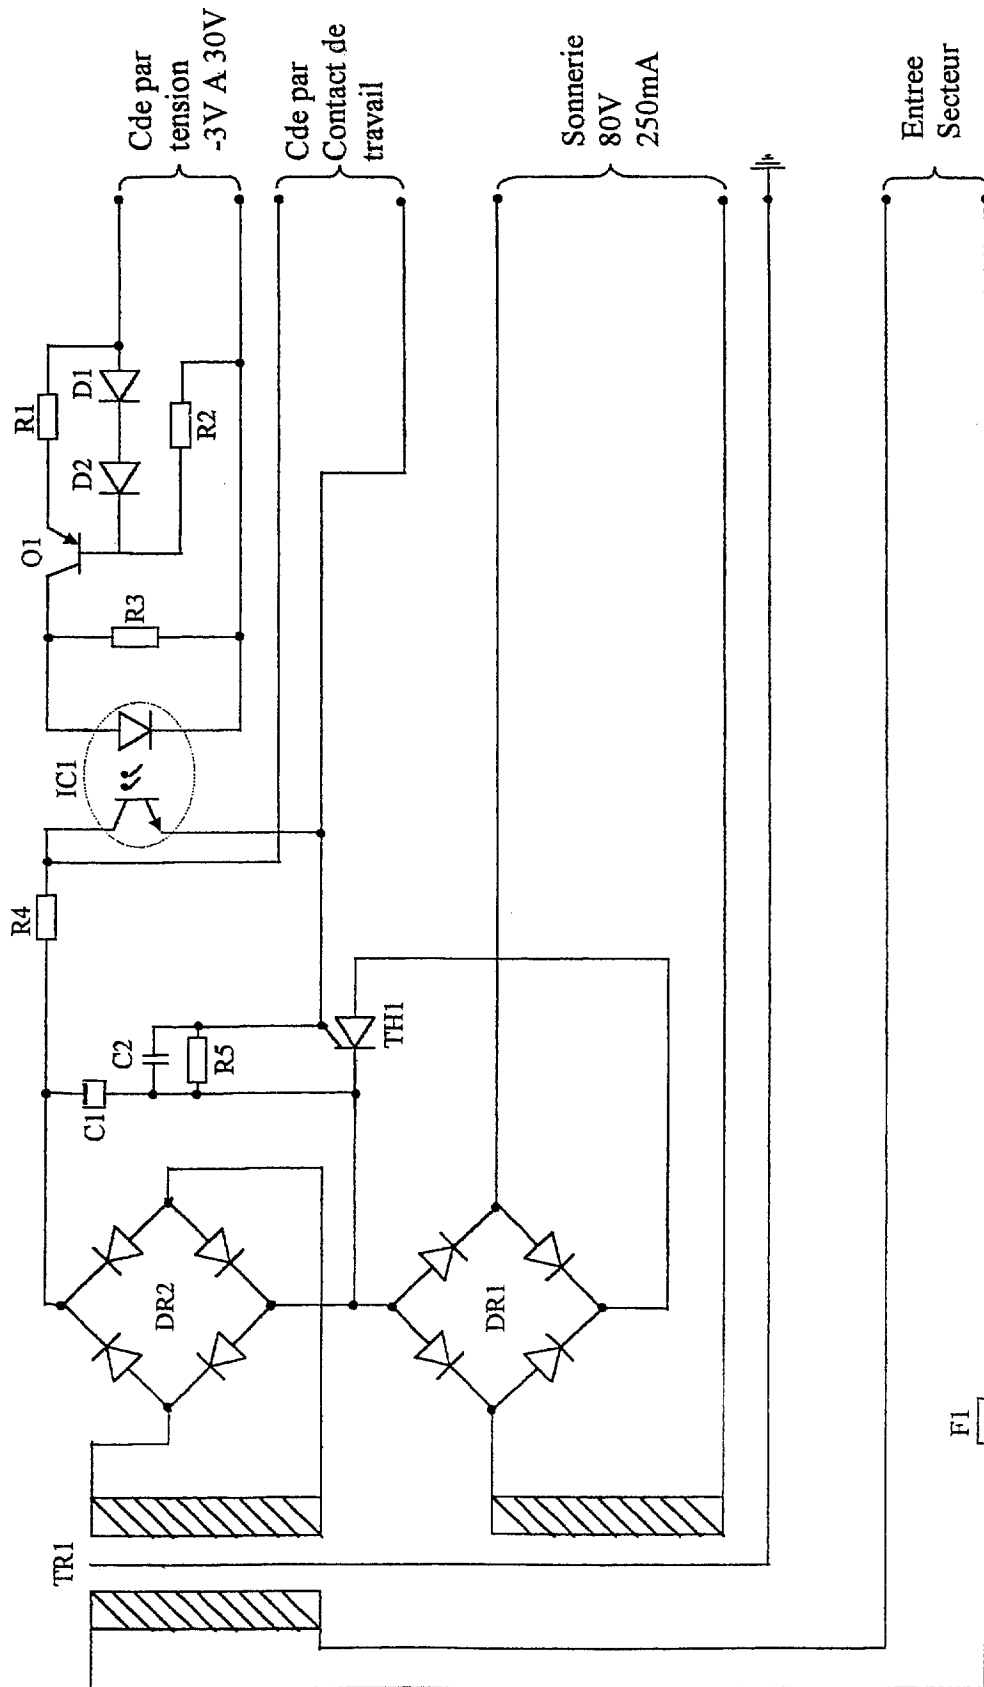 Cde par
tension
-3V A 30V
Cde par
Contact de
travail
Sonnerie
80V
250mA
Entree
Secteur
R1
D1
D2
R2
Q1
R3
IC1
R4
C2
R5
C1
TH1
DR2
DR1
TR1
F1